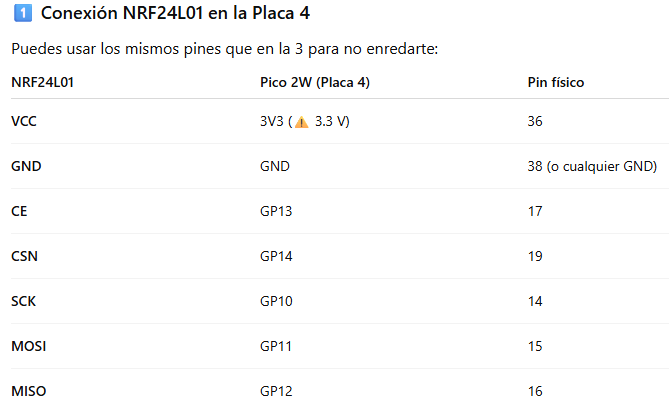 1 Conexión NRF24L01 en la Placa 4
Puedes usar los mismos pines que en la 3 para no enredarte:
NRF24L01 Pico 2W (Placa 4) Pin físico
VCC 3V3 (⚠️ 3.3 V) 36
GND GND 38 (o cualquier GND)
CE GP13 17
CSN GP14 19
SCK GP10 14
MOSI GP11 15
MISO GP12 16